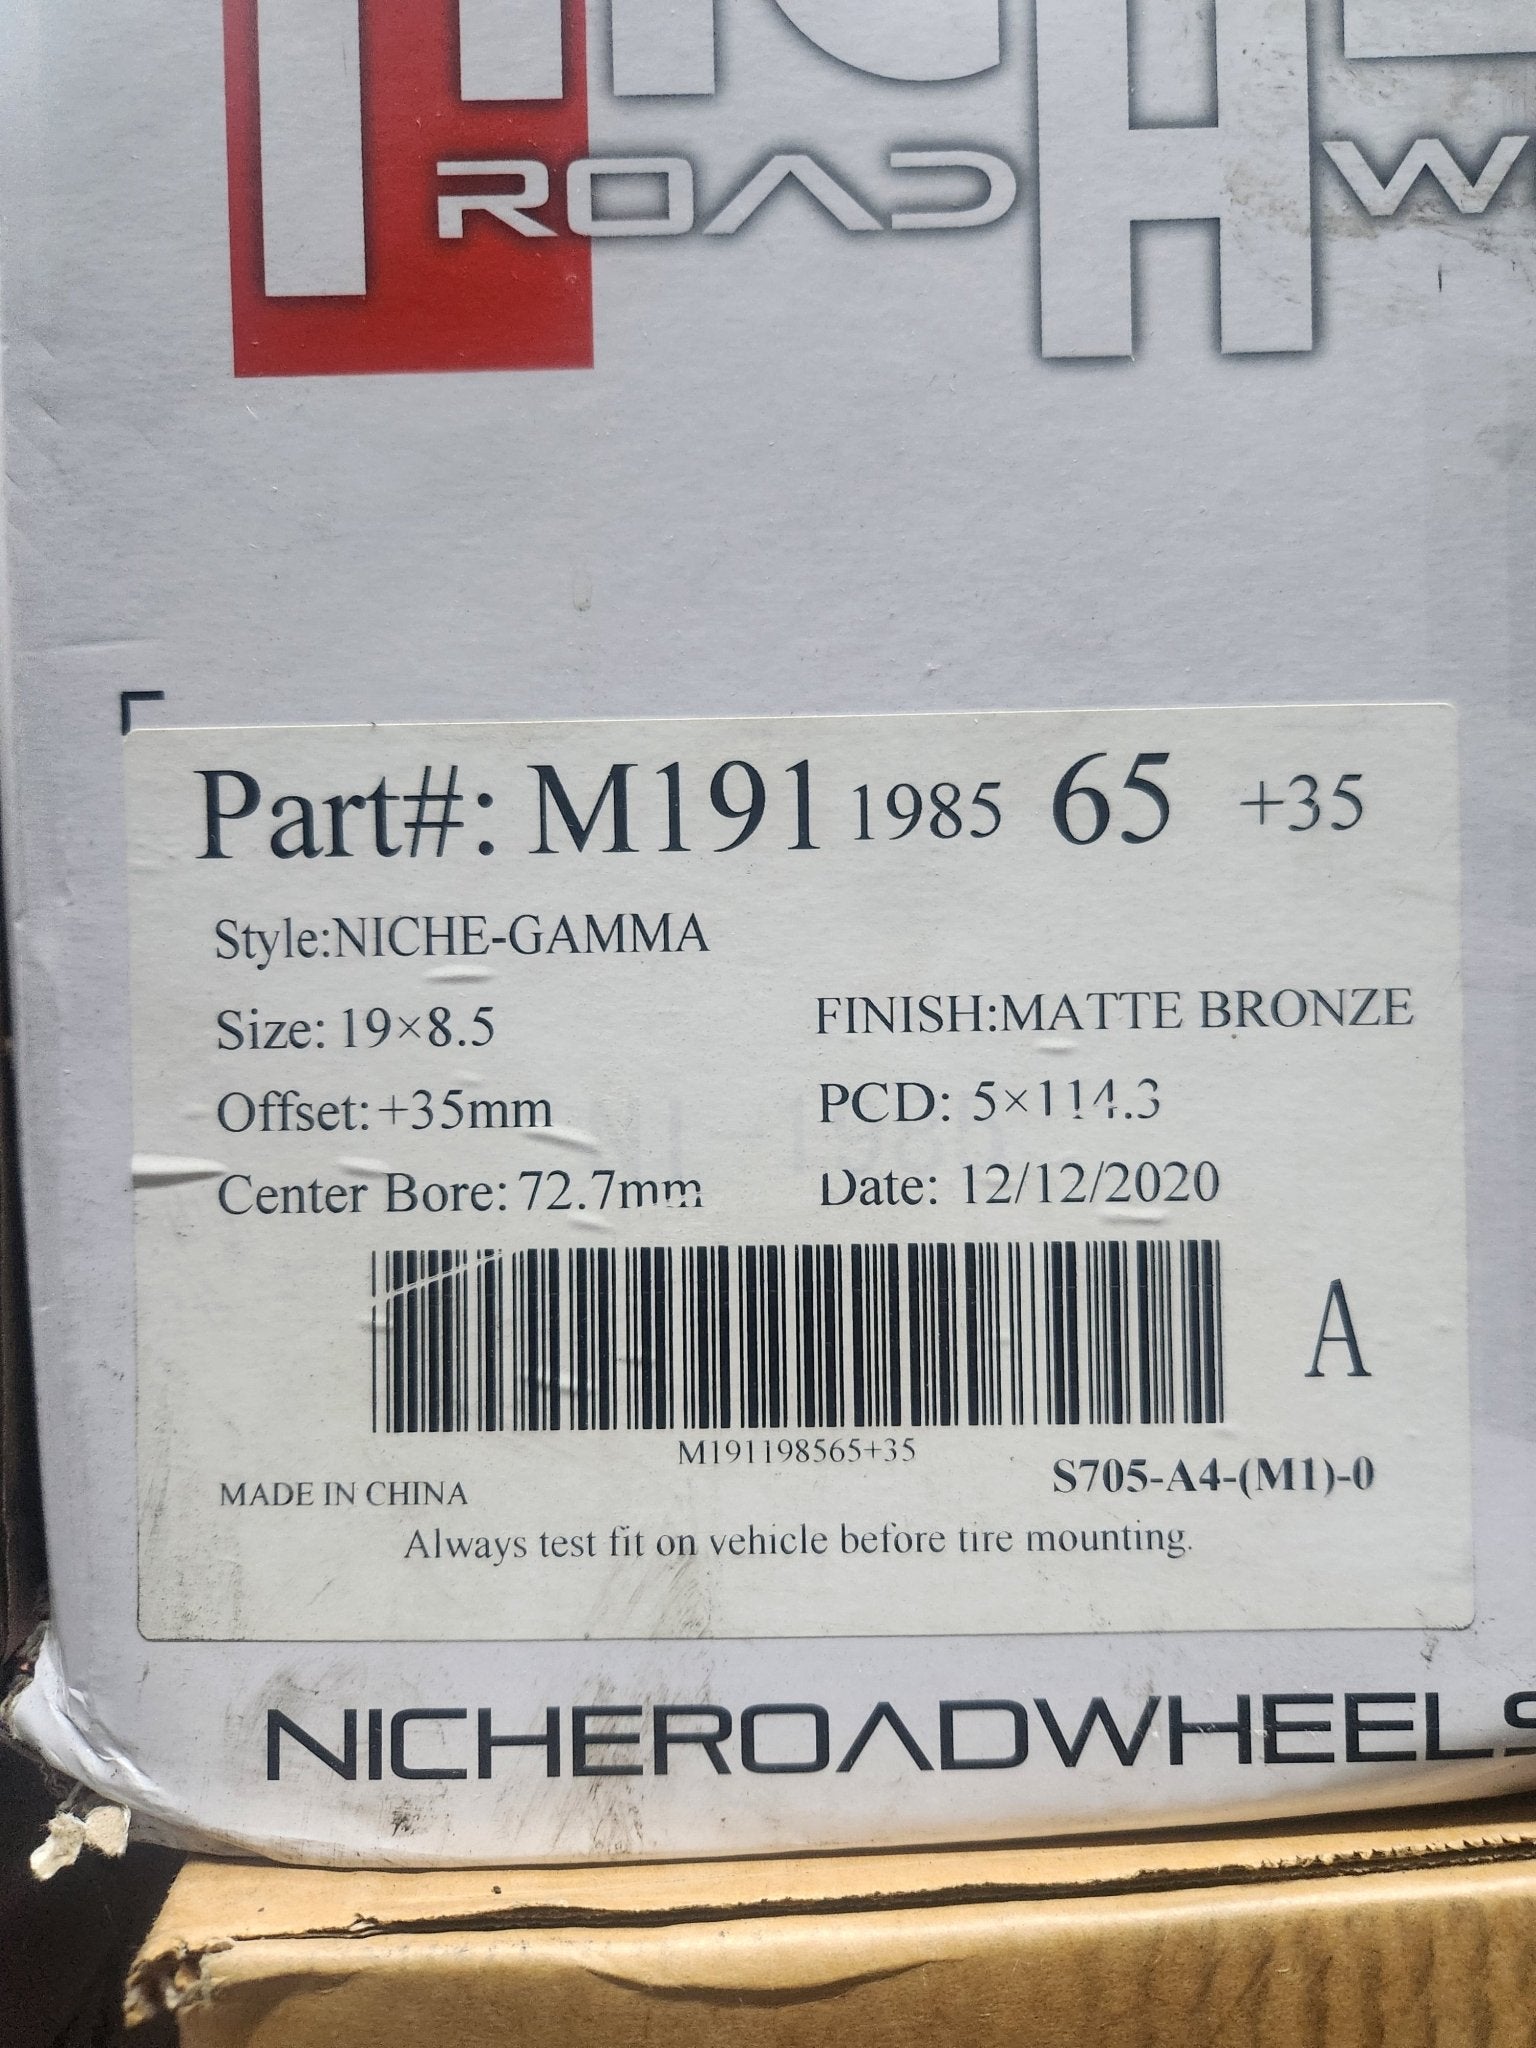 NICHE
ROAD W
Part#: M191 1985 65 +35
Style:NICHE-GAMMA
Size: 19×8.5 FINISH:MATTE BRONZE
Offset: +35mm PCD: 5×114.3
Center Bore: 72.7mm Date: 12/12/2020
A
M191198565+35
MADE IN CHINA S705-A4-(M1)-0
Always test fit on vehicle before tire mounting.
NICHEROADWHEELS